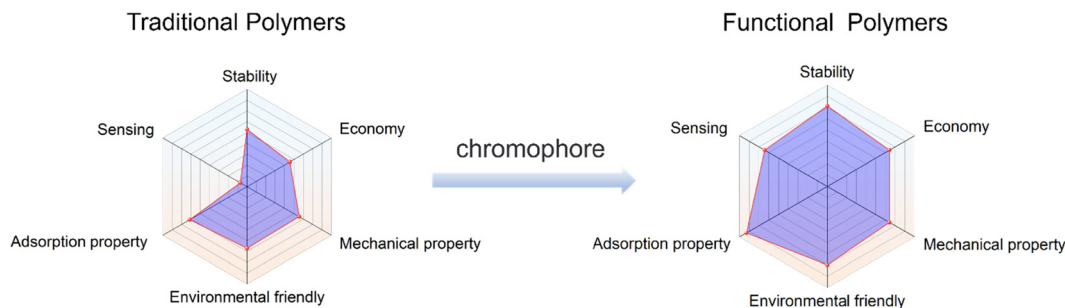 Traditional Polymers
Functional Polymers
Stability
Sensing
Economy
chromophore
Adsorption property
Mechanical property
Environmental friendly
Stability
Sensing
Economy
Adsorption property
Mechanical property
Environmental friendly